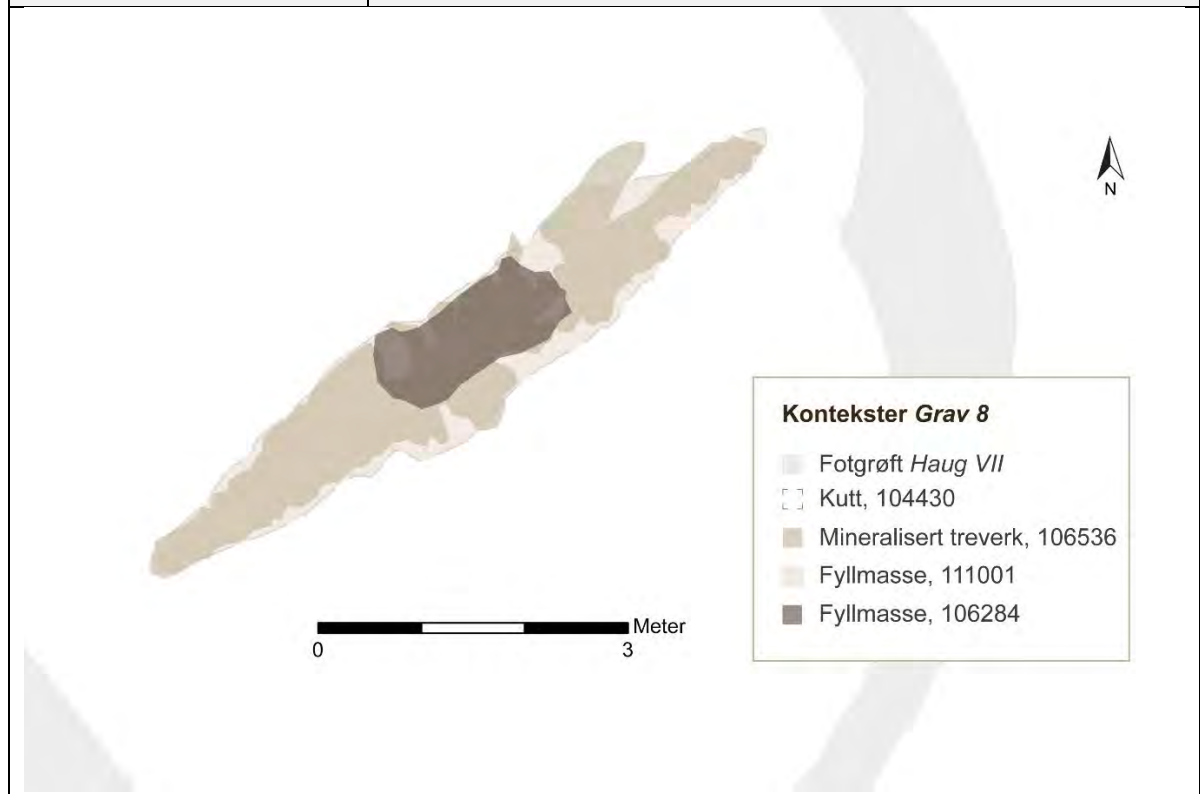 N
Kontekster Grav 8
Fotgrøft Haug VII
Kutt, 104430
Mineralisert treverk, 106536
Fyllmasse, 111001
Fyllmasse, 106284
Meter
0 3